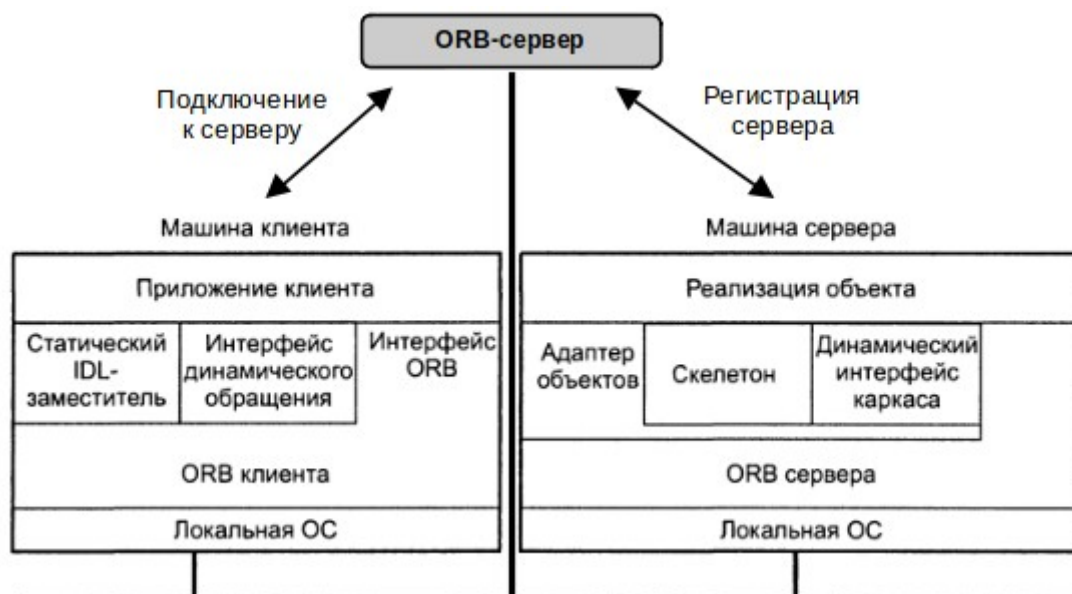 ORB-сервер
Подключение
к серверу
Регистрация
сервера
Машина клиента
Приложение клиента
Статический
IDL-
заместитель
Интерфейс
динамического
обращения
Интерфейс
ORB
ORB клиента
Локальная ОС
Машина сервера
Реализация объекта
Адаптер
объектов
Скелетон
Динамический
интерфейс
каркаса
ORB сервера
Локальная ОС